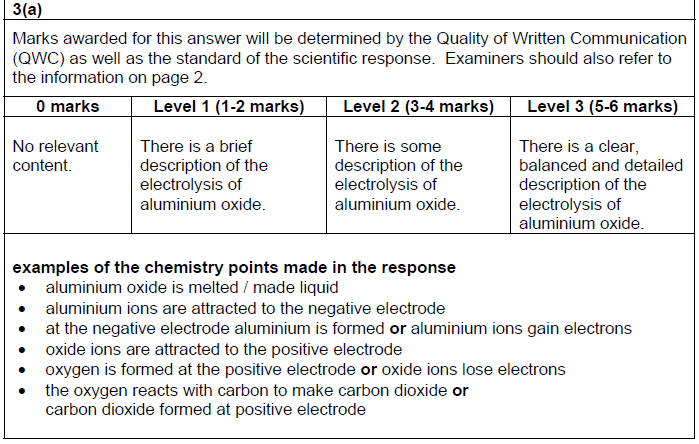 3(a)
Marks awarded for this answer will be determined by the Quality of Written Communication
(QWC) as well as the standard of the scientific response. Examiners should also refer to
the information on page 2.
0 marks
Level 1 (1-2 marks)
Level 2 (3-4 marks)
Level 3 (5-6 marks)
No relevant
content.
There is a brief
description of the
electrolysis of
aluminium oxide.
There is some
description of the
electrolysis of
aluminium oxide.
There is a clear,
balanced and detailed
description of the
electrolysis of
aluminium oxide.
examples of the chemistry points made in the response
• aluminium oxide is melted / made liquid
• aluminium ions are attracted to the negative electrode
• at the negative electrode aluminium is formed or aluminium ions gain electrons
• oxide ions are attracted to the positive electrode
• oxygen is formed at the positive electrode or oxide ions lose electrons
• the oxygen reacts with carbon to make carbon dioxide or
carbon dioxide formed at positive electrode